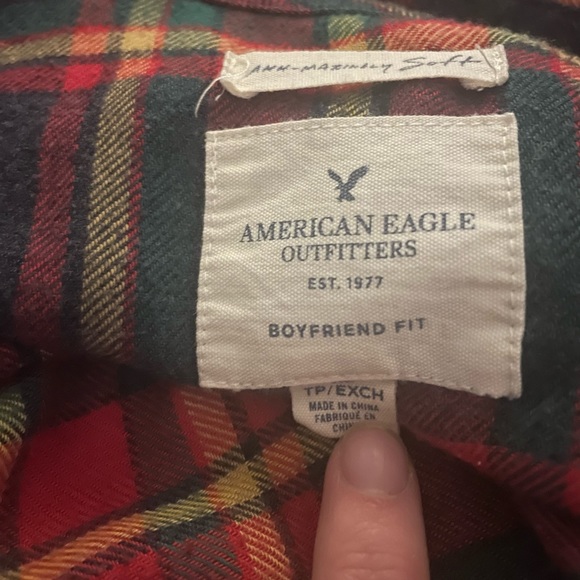 AHH-MAZINGLY Soft
AMERICAN EAGLE
OUTFITTERS
EST. 1977
BOYFRIEND FIT
TP/EXCH
MADE IN CHINA
FABRIQUÉ EN